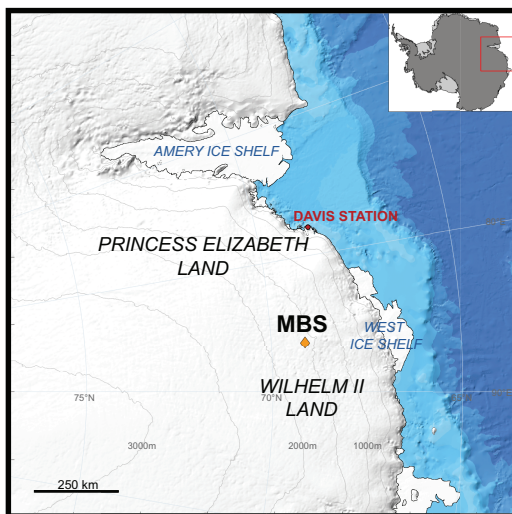 AMERY ICE SHELF
DAVIS STATION
PRINCESS ELIZABETH
LAND
MBS
WEST
ICE SHELF
WILHELM II
LAND
75°N
70°N
3000m
2000m
1000m
250 km